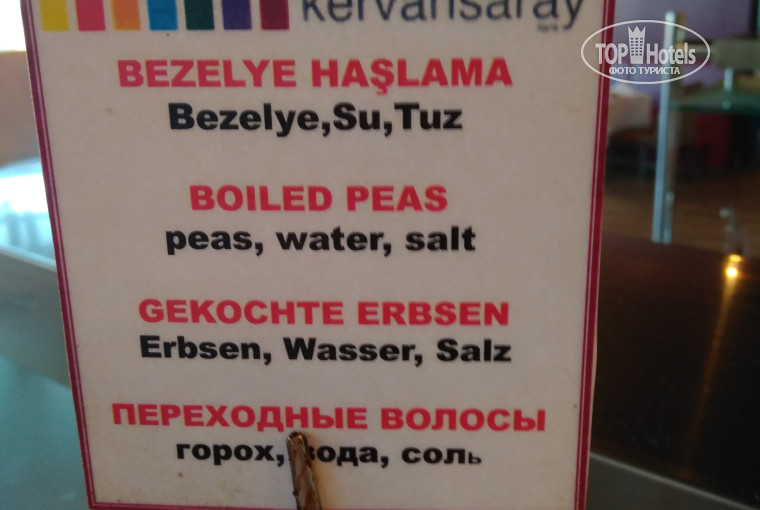 kervansaray
TOP Hotels
ФОТО ТУРИСТА
BEZELYE HAŞLAMA
Bezelye,Su,Tuz
BOILED PEAS
peas, water, salt
GEKOCHTE ERBSEN
Erbsen, Wasser, Salz
ПЕРЕХОДНЫЕ ВОЛОСЫ
горох, вода, соль